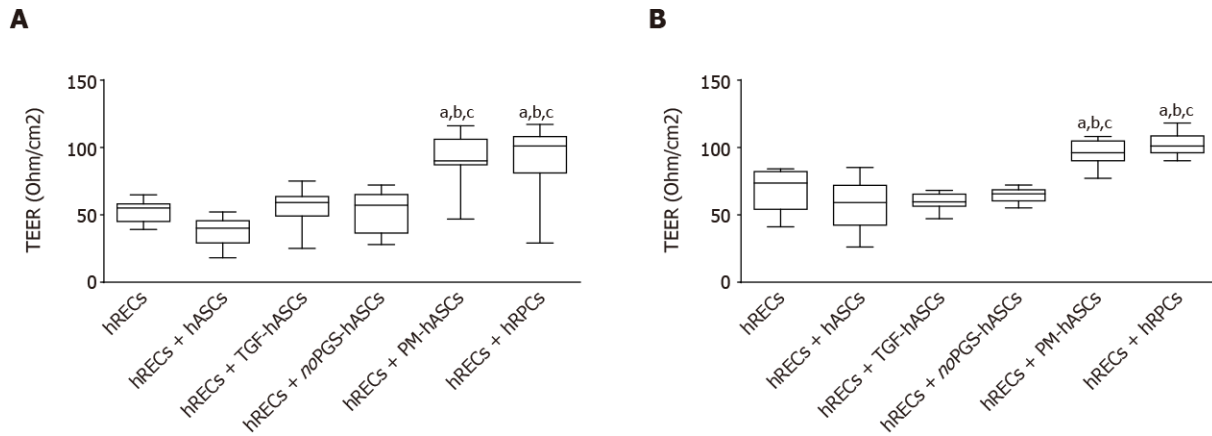 A
TEER (Ohm/cm2)
150
100
50
0
a,b,c
a,b,c
hRECs
hRECs + hASCs
hRECs + TGF-hASCs
hRECs + noPGS-hASCs
hRECs + PM-hASCs
hRECs + hRPCs
B
TEER (Ohm/cm2)
150
100
50
0
a,b,c
a,b,c
hRECs
hRECs + hASCs
hRECs + TGF-hASCs
hRECs + noPGS-hASCs
hRECs + PM-hASCs
hRECs + hRPCs